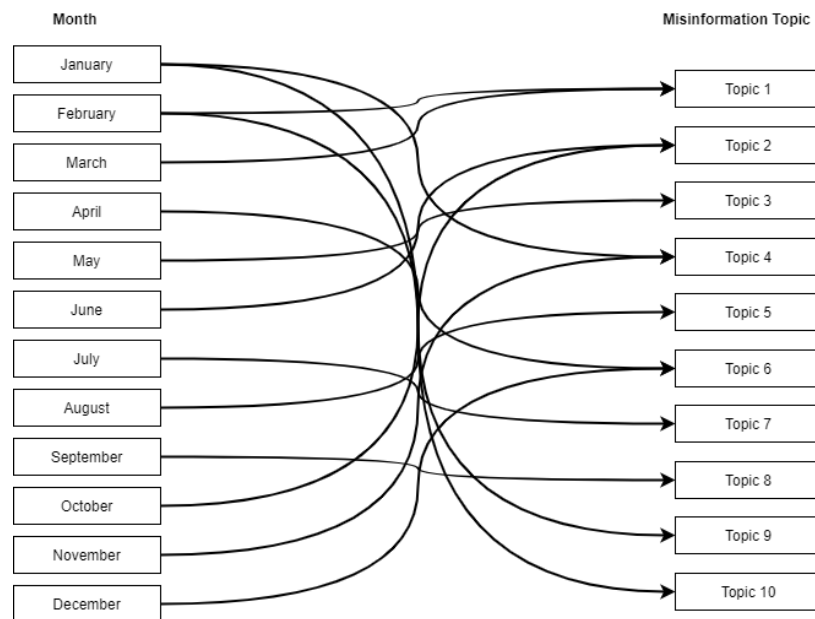 Month
January
February
March
April
May
June
July
August
September
October
November
December
Misinformation Topic
Topic 1
Topic 2
Topic 3
Topic 4
Topic 5
Topic 6
Topic 7
Topic 8
Topic 9
Topic 10